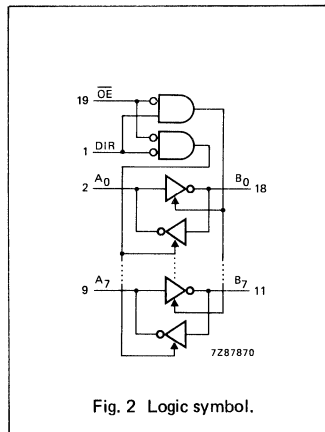 19 OE
1 DIR
2 A0 B0 18
9 A7 B7 11
7Z87870
Fig. 2 Logic symbol.